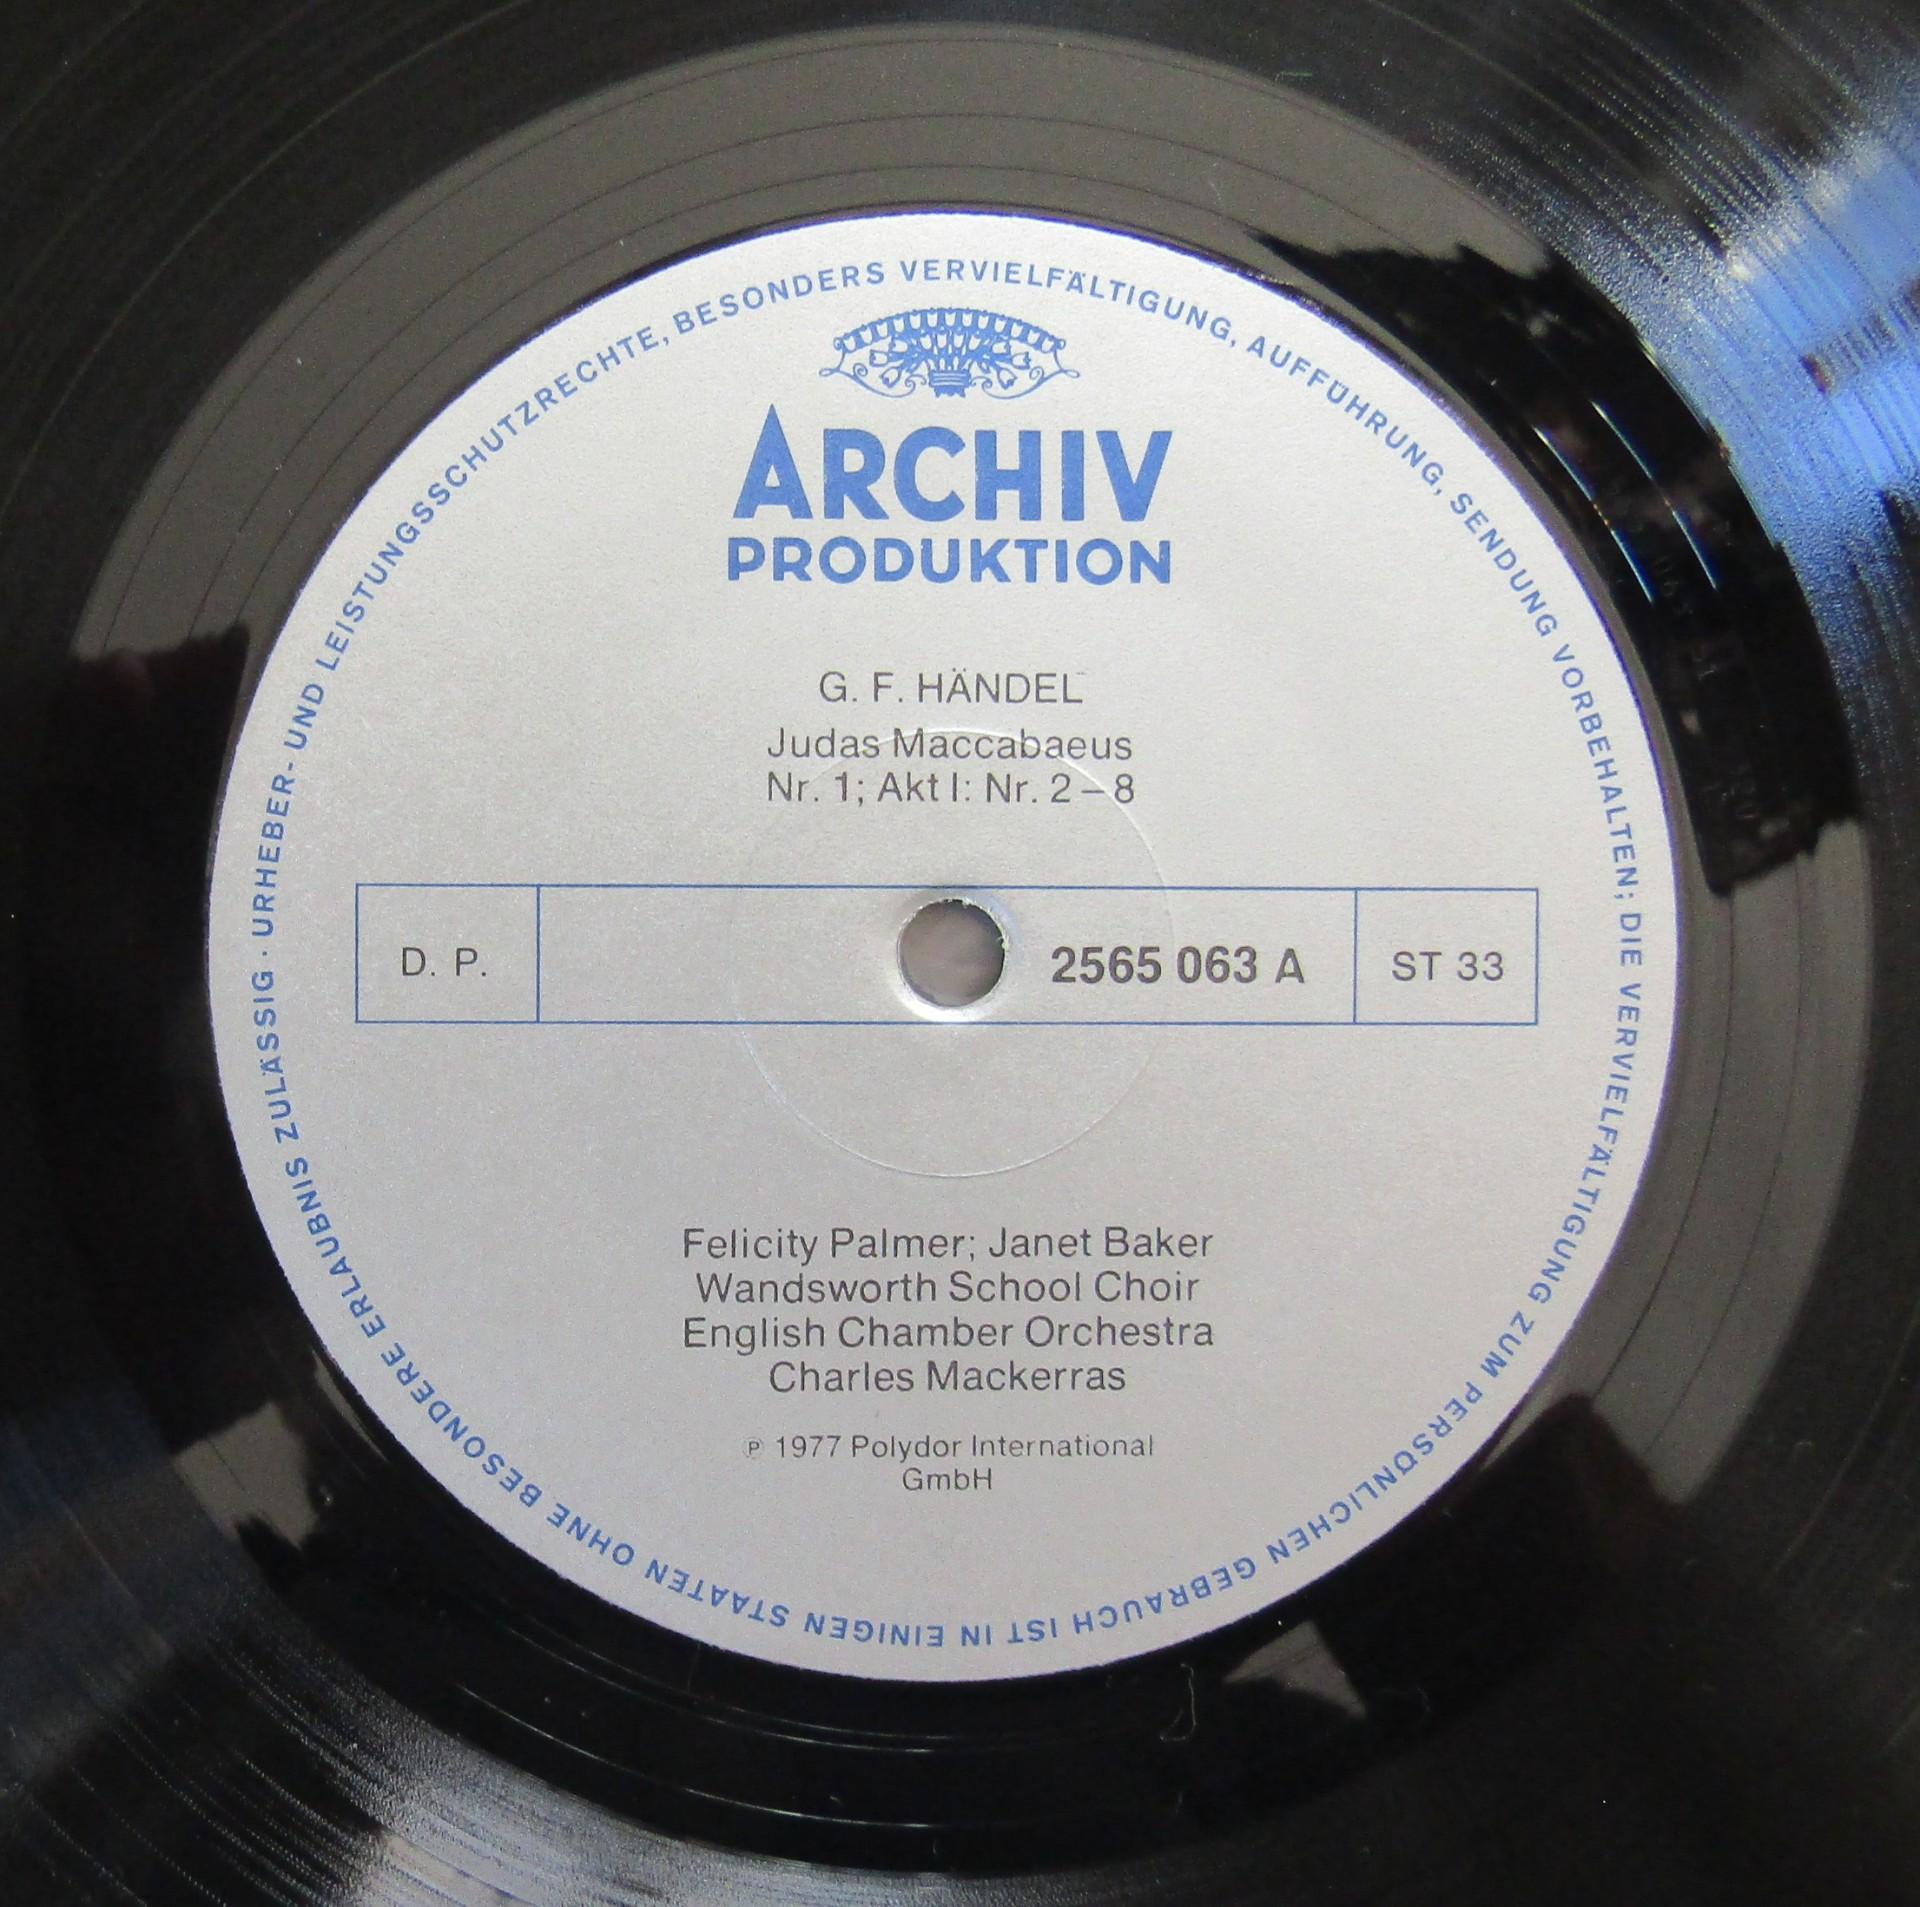 URHEBER- UND LEISTUNGSSCHUTZRECHTE, BESONDERS VERVIELFÄLTIGUNG, AUFFÜHRUNG, SENDUNG VORBEHALTEN; DIE VERVIELFÄLTIGUNG ZUM PERSÖNLICHEN GEBRAUCH IST IN EINIGEN STAATEN OHNE BESONDERE ERLAUBNIS ZULÄSSIG ·
ARCHIV
PRODUKTION
G. F. HÄNDEL
Judas Maccabaeus
Nr. 1; Akt I: Nr. 2 – 8
D. P. 2565 063 A ST 33
Felicity Palmer; Janet Baker
Wandsworth School Choir
English Chamber Orchestra
Charles Mackerras
℗ 1977 Polydor International
GmbH